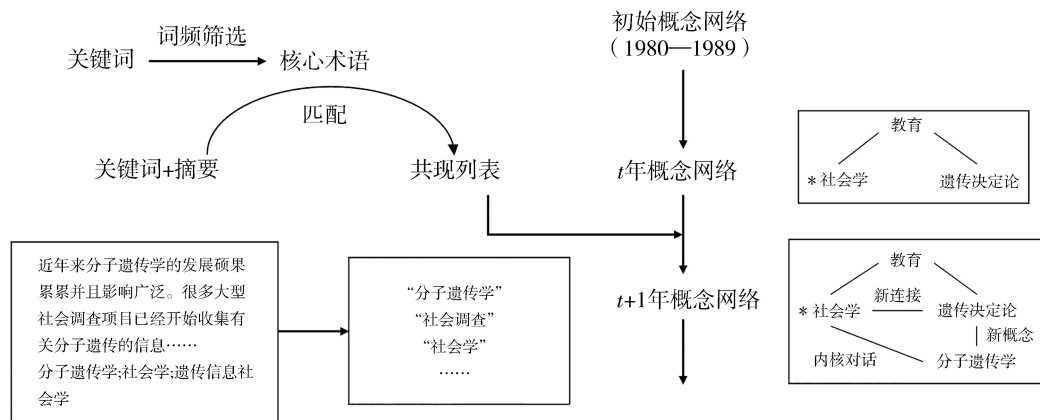 关键词
词频筛选
核心术语
匹配
关键词+摘要
共现列表
近年来分子遗传学的发展硕果
累累并且影响广泛。很多大型
社会调查项目已经开始收集有
关分子遗传的信息……
分子遗传学;社会学;遗传信息社
会学
“分子遗传学”
“社会调查”
“社会学”
……
初始概念网络
（1980—1989）
t年概念网络
t+1年概念网络
教育
*社会学
遗传决定论
教育
*社会学
新连接
遗传决定论
新概念
内核对话
分子遗传学